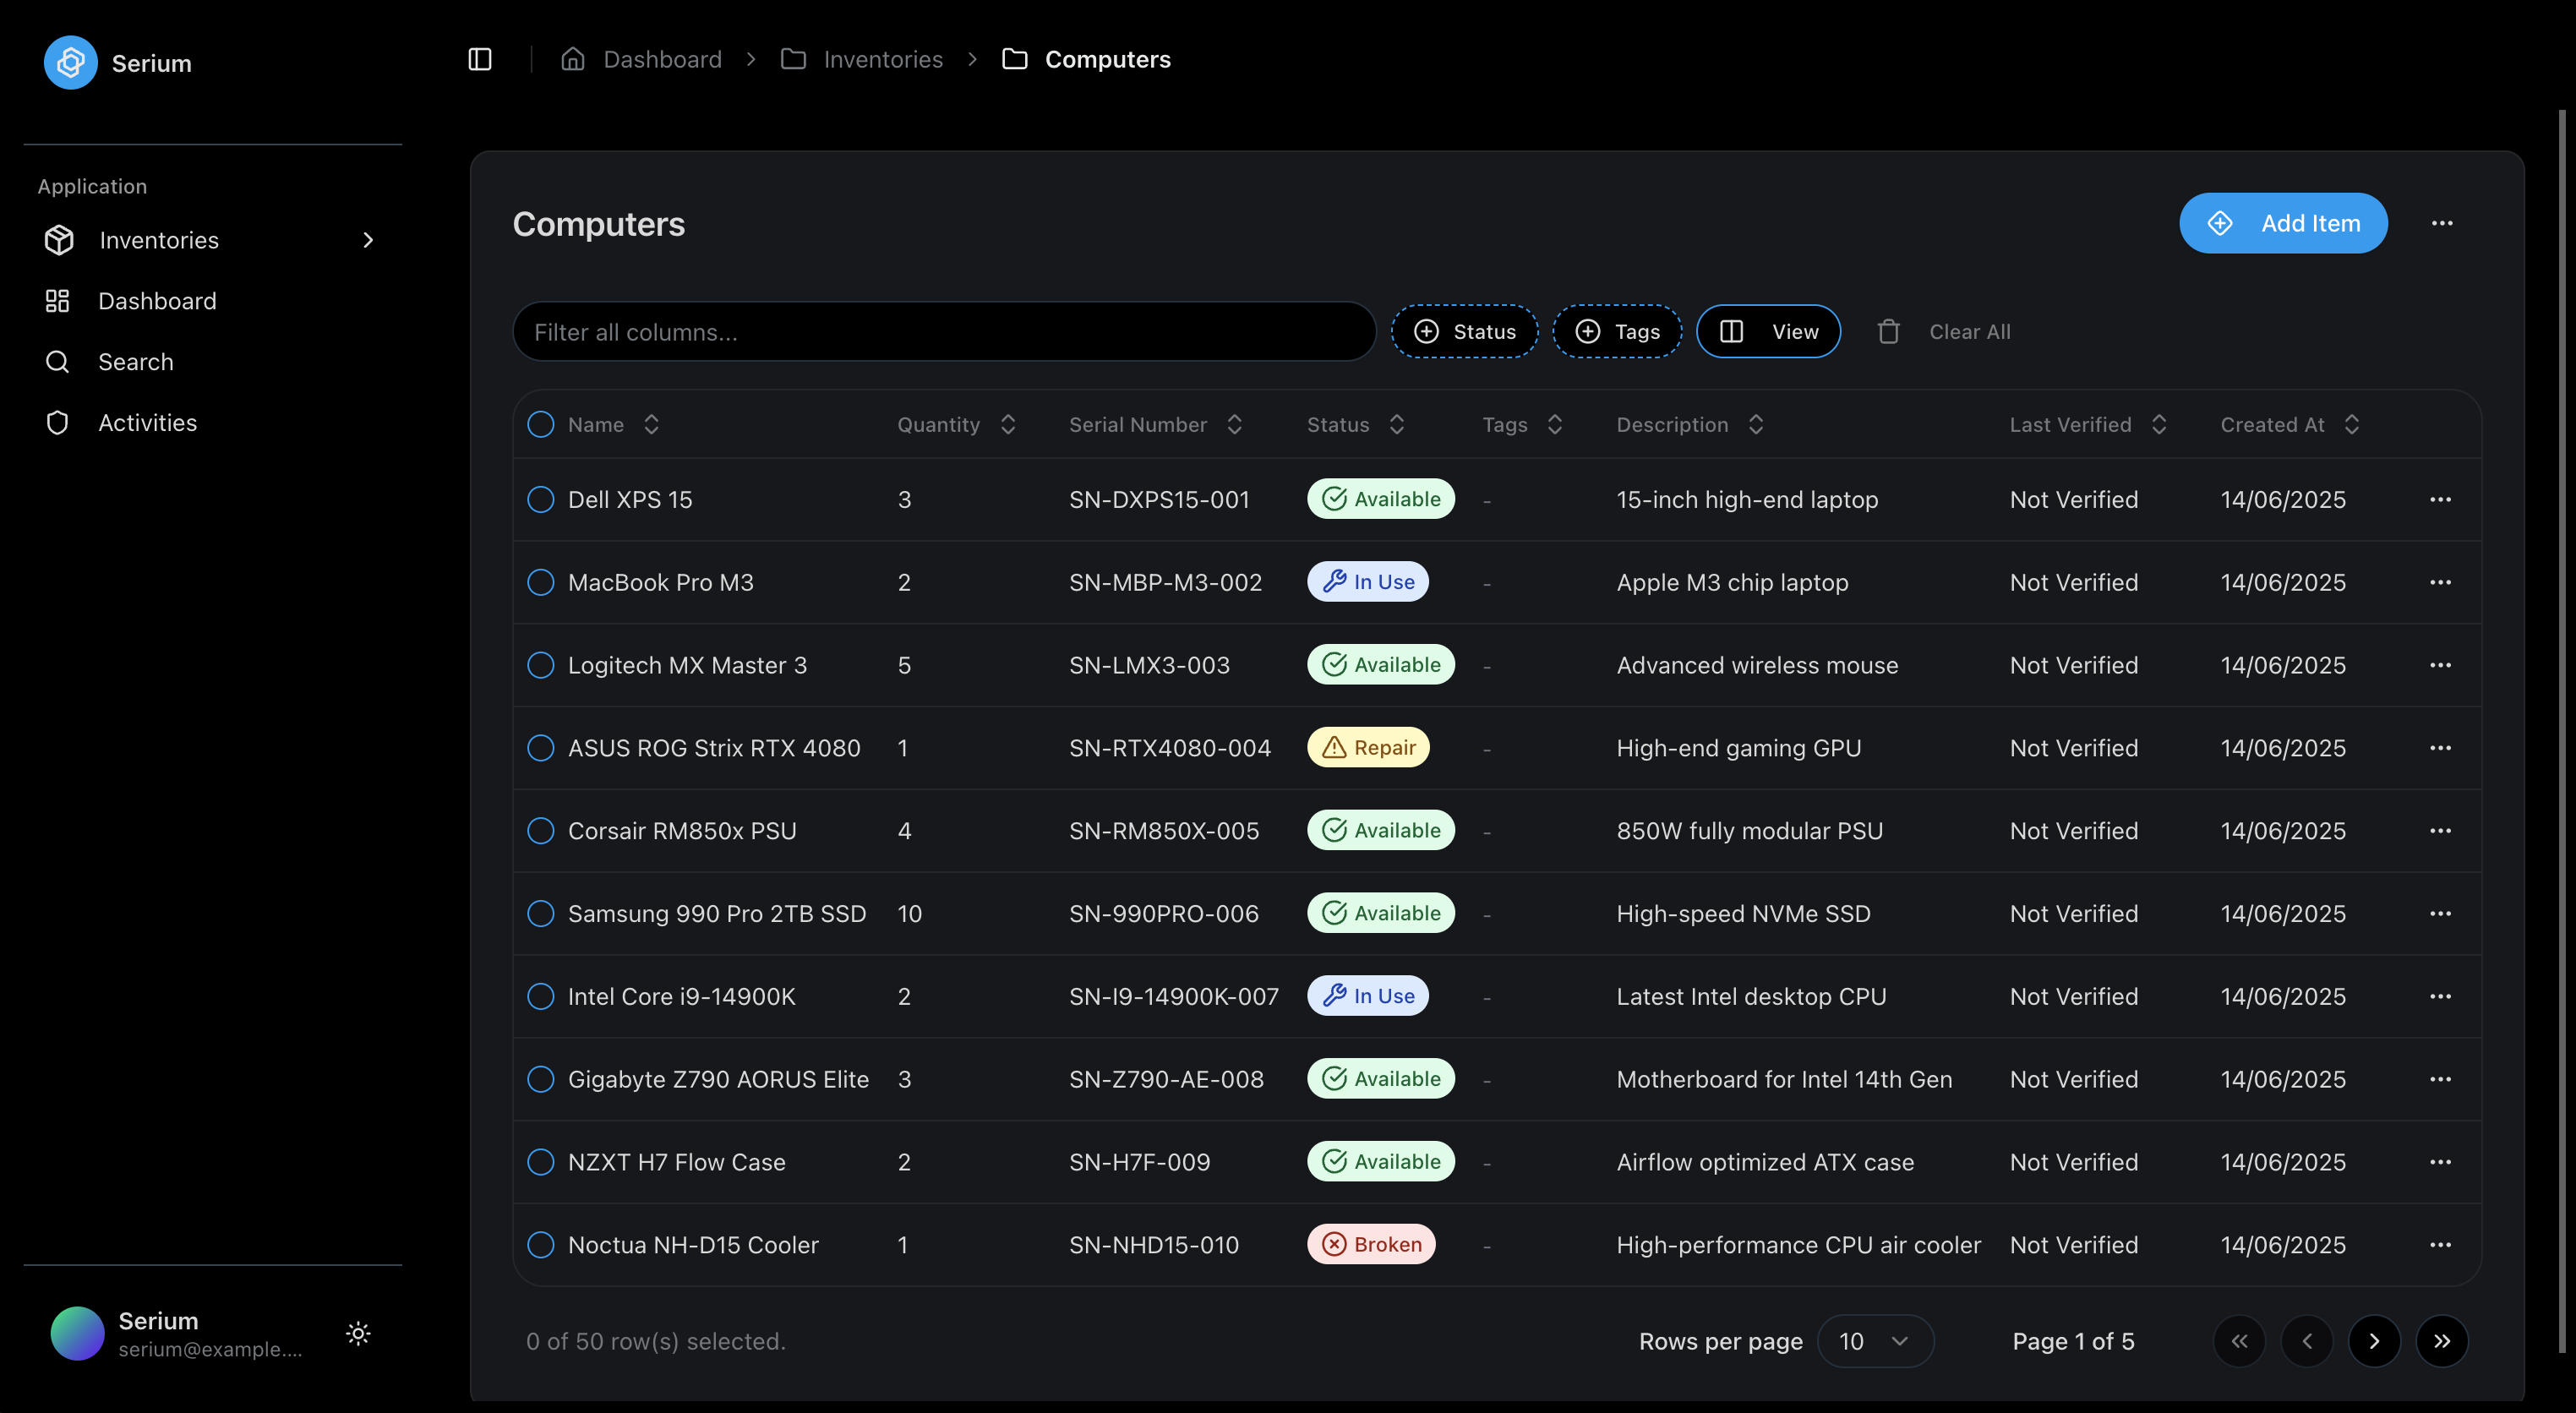 Serium
Dashboard Inventories Computers
Application
Inventories
Dashboard
Search
Activities
Computers
Add Item
Filter all columns...
Status
Tags
View
Clear All
Name Quantity Serial Number Status Tags Description Last Verified Created At
Dell XPS 15 3 SN-DXPS15-001 Available - 15-inch high-end laptop Not Verified 14/06/2025
MacBook Pro M3 2 SN-MBP-M3-002 In Use - Apple M3 chip laptop Not Verified 14/06/2025
Logitech MX Master 3 5 SN-LMX3-003 Available - Advanced wireless mouse Not Verified 14/06/2025
ASUS ROG Strix RTX 4080 1 SN-RTX4080-004 Repair - High-end gaming GPU Not Verified 14/06/2025
Corsair RM850x PSU 4 SN-RM850X-005 Available - 850W fully modular PSU Not Verified 14/06/2025
Samsung 990 Pro 2TB SSD 10 SN-990PRO-006 Available - High-speed NVMe SSD Not Verified 14/06/2025
Intel Core i9-14900K 2 SN-I9-14900K-007 In Use - Latest Intel desktop CPU Not Verified 14/06/2025
Gigabyte Z790 AORUS Elite 3 SN-Z790-AE-008 Available - Motherboard for Intel 14th Gen Not Verified 14/06/2025
NZXT H7 Flow Case 2 SN-H7F-009 Available - Airflow optimized ATX case Not Verified 14/06/2025
Noctua NH-D15 Cooler 1 SN-NHD15-010 Broken - High-performance CPU air cooler Not Verified 14/06/2025
0 of 50 row(s) selected.
Rows per page 10 Page 1 of 5
Serium
serium@example....